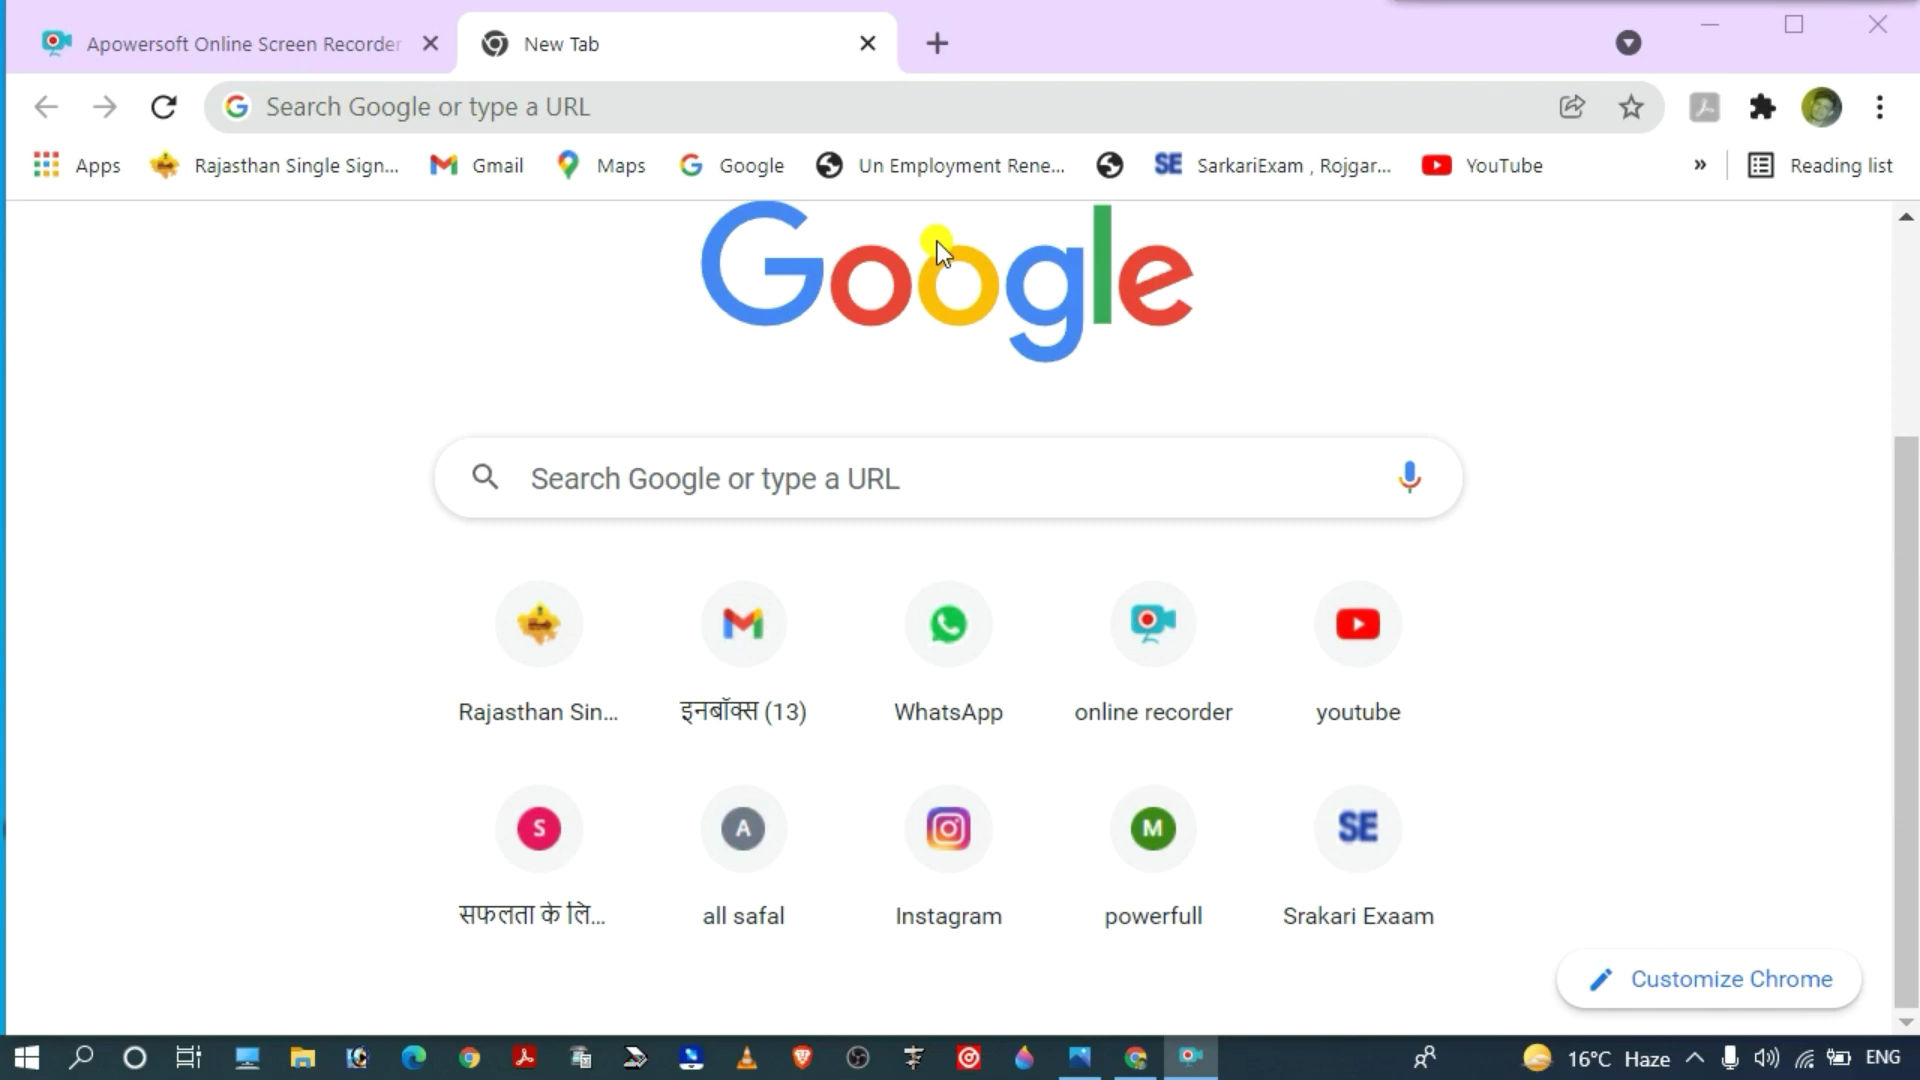 Apowersoft Online Screen Recorder
New Tab
Search Google or type a URL
Apps
Rajasthan Single Sign...
Gmail
Maps
Google
Un Employment Rene...
SE
SarkariExam , Rojgar...
YouTube
»
Reading list
Google
Search Google or type a URL
Rajasthan Sin...
इनबॉक्स (13)
WhatsApp
online recorder
youtube
S
A
M
SE
सफलता के लि...
all safal
Instagram
powerfull
Srakari Exaam
Customize Chrome
16°C Haze
ENG